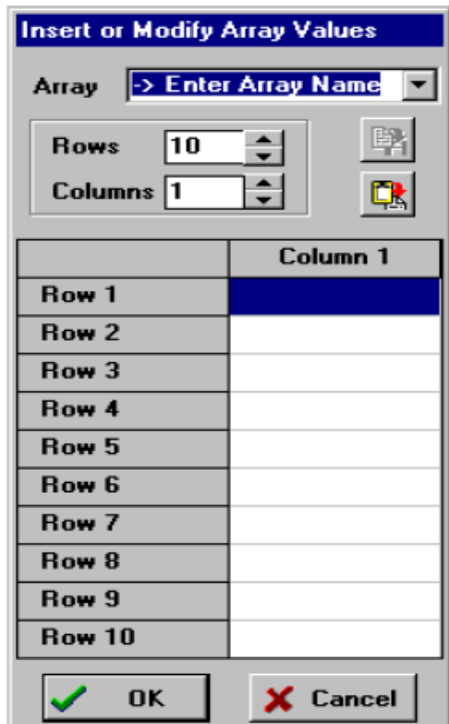 Insert or Modify Array Values
Array -> Enter Array Name
Rows 10
Columns 1
Column 1
Row 1
Row 2
Row 3
Row 4
Row 5
Row 6
Row 7
Row 8
Row 9
Row 10
OK Cancel